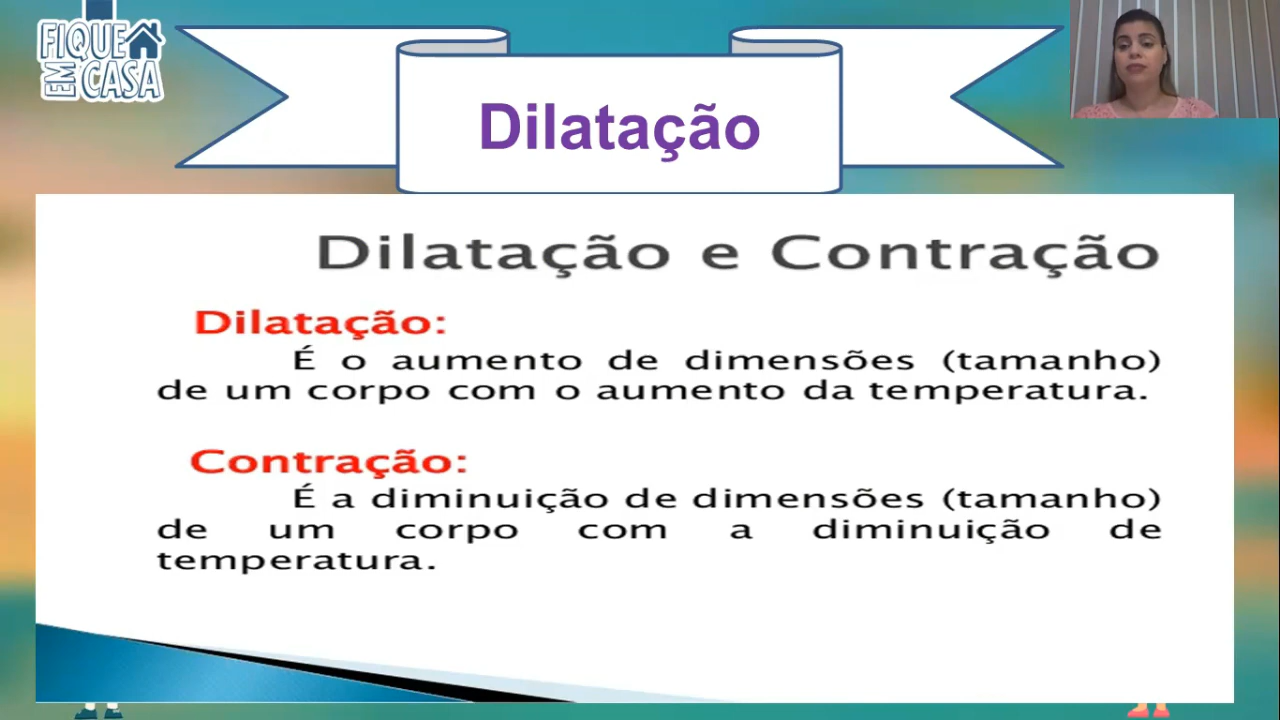 FIQUE
EM CASA
Dilatação
Dilatação e Contração
Dilatação:
É o aumento de dimensões (tamanho)
de um corpo com o aumento da temperatura.
Contração:
É a diminuição de dimensões (tamanho)
de um corpo com a diminuição de
temperatura.